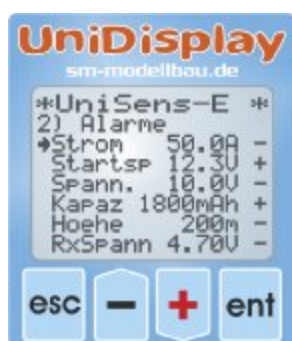 UniDisplay
sm-modellbau.de
*UniSens-E *
2) Alarme
→Strom 50.0A -
Startsp 12.3V +
Spann. 10.0V -
Kapaz 1800mAh +
Hoehe 200m -
RxSpann 4.70V -
esc - + ent